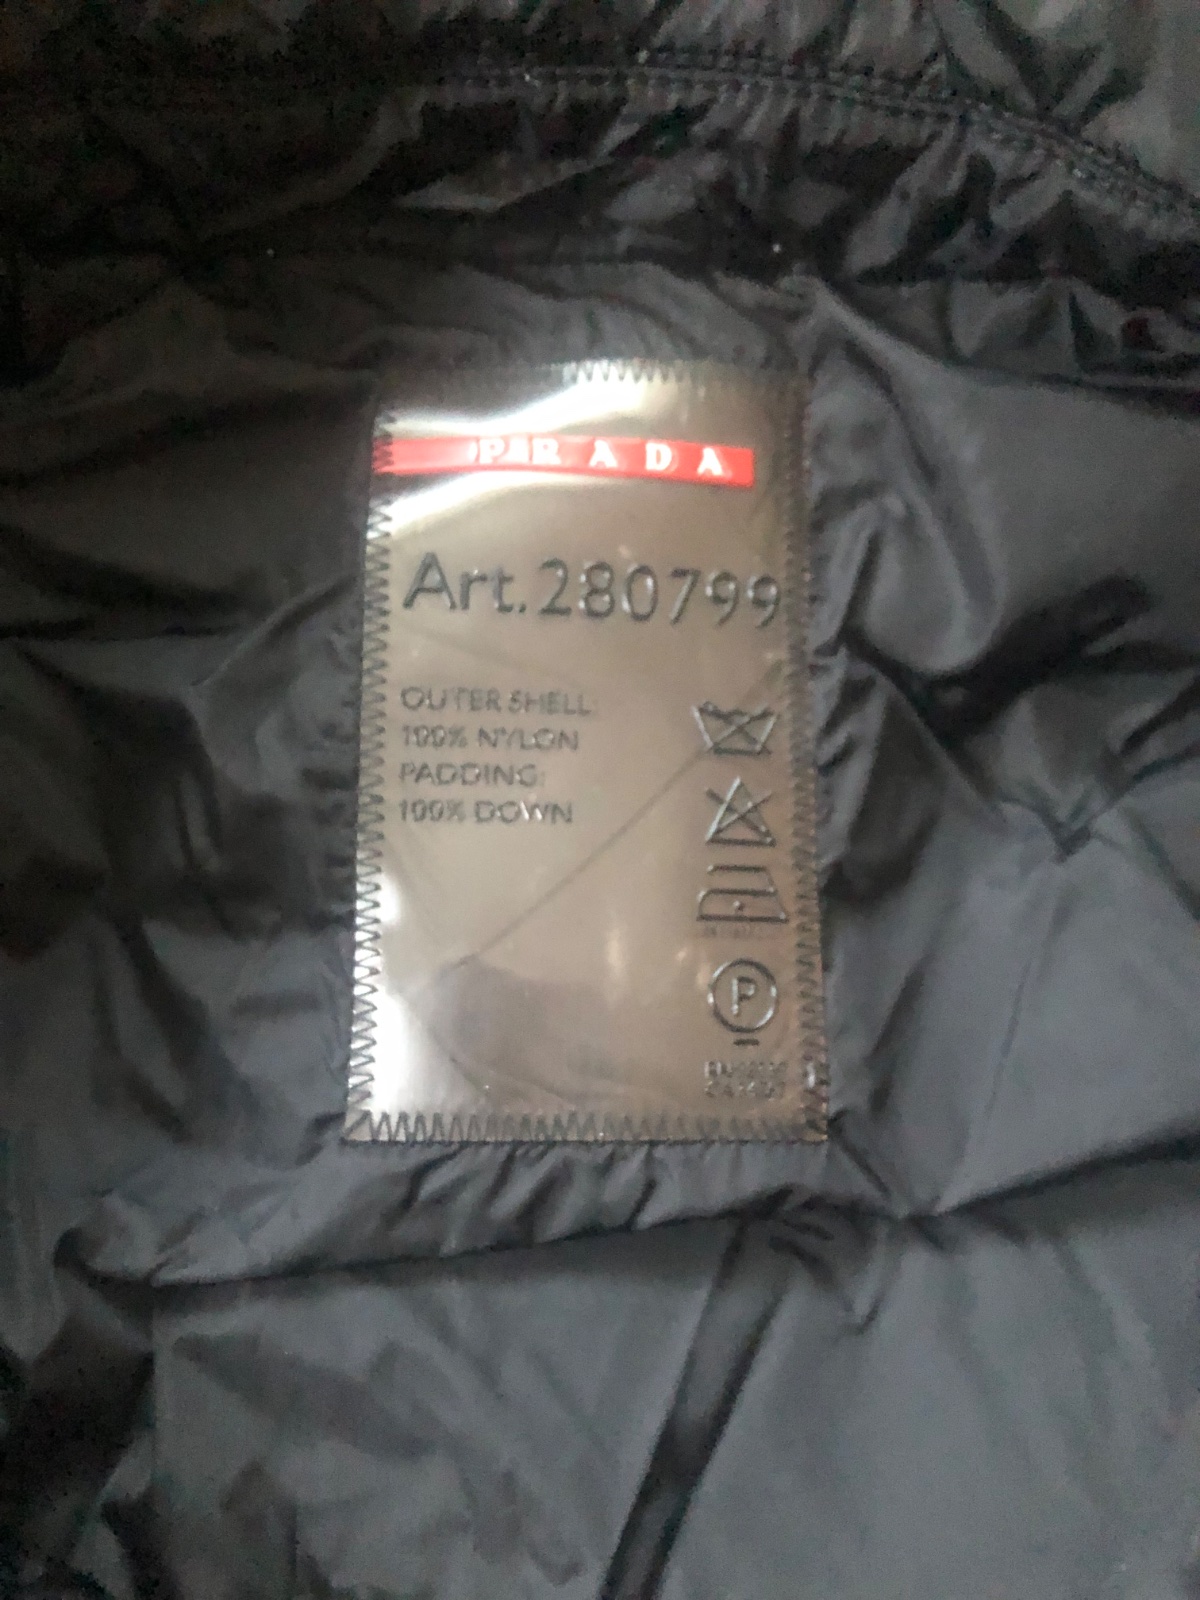 PRADA
Art.280799
OUTER SHELL:
100% NYLON
PADDING:
100% DOWN
P